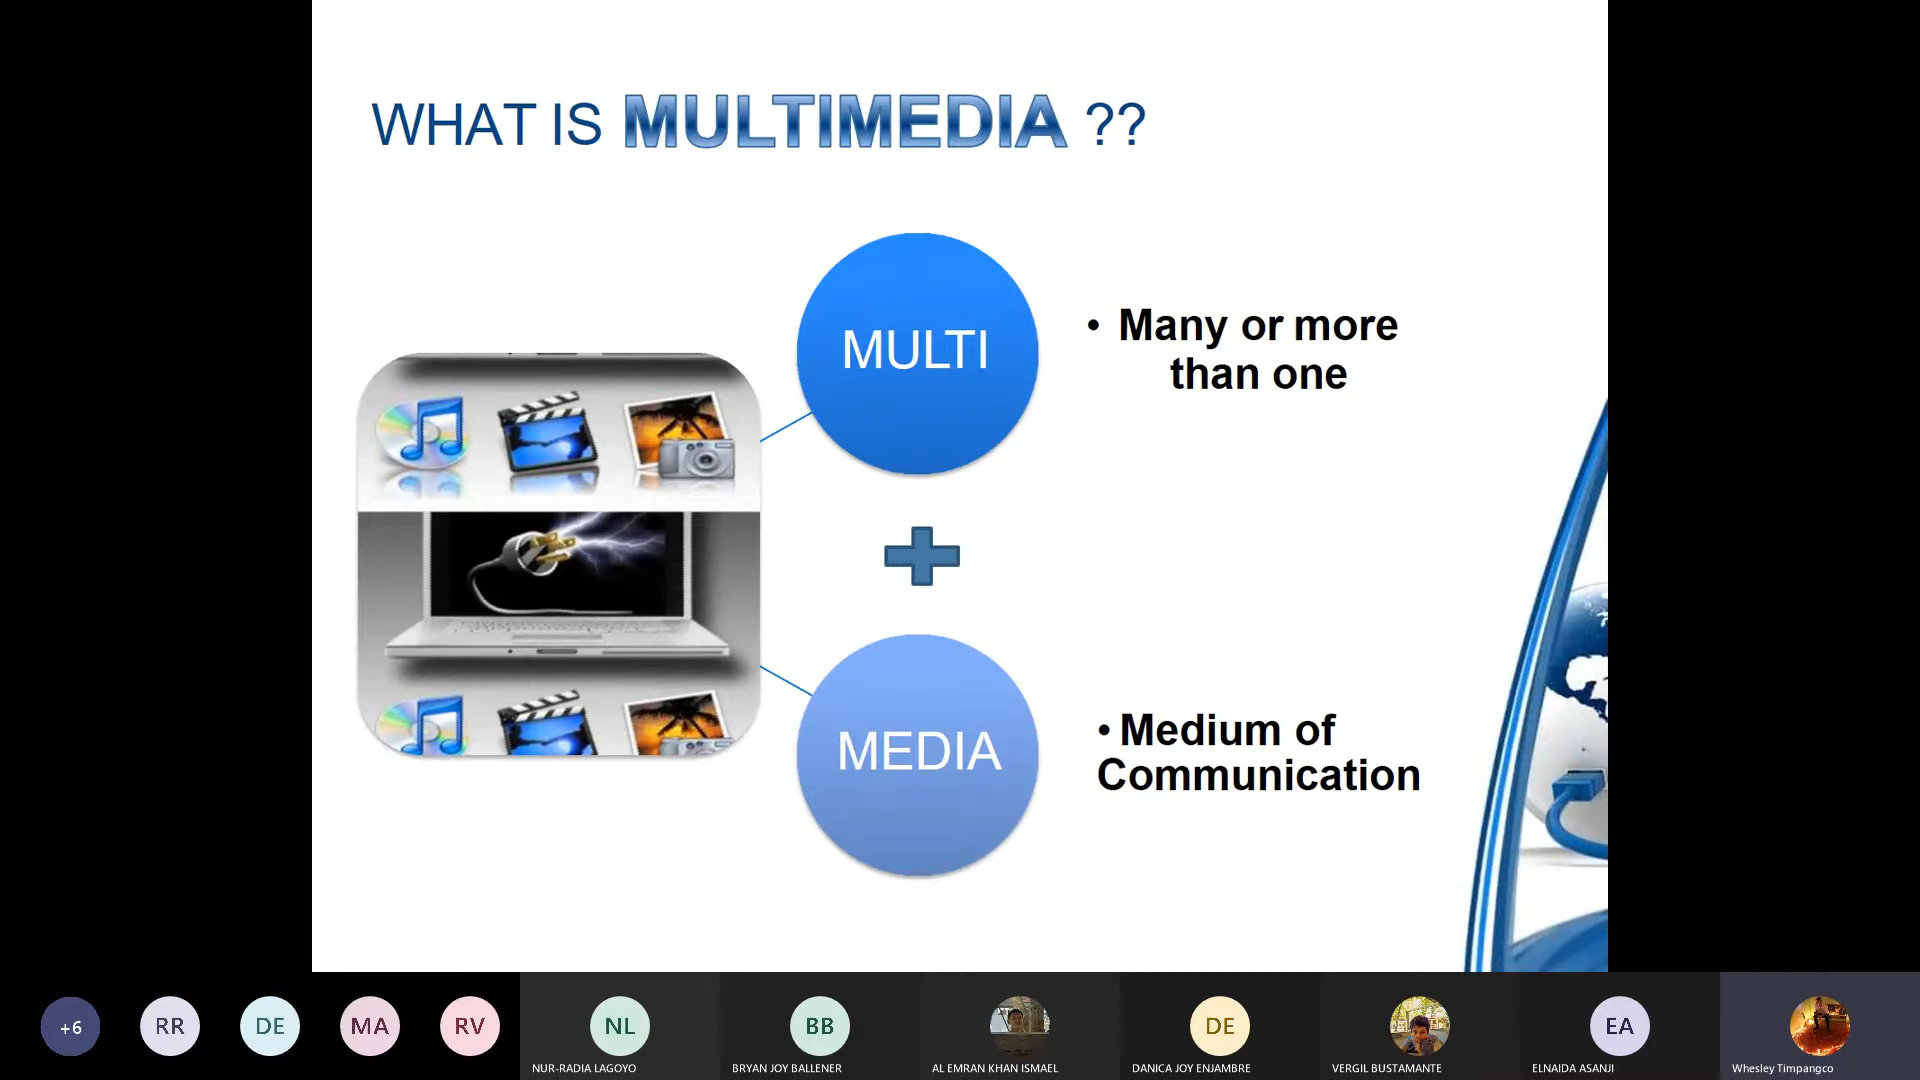 WHAT IS MULTIMEDIA ??
MULTI
• Many or more
than one
MEDIA
• Medium of
Communication
+6
RR
DE
MA
RV
NL
BB
DE
EA
NUR-RADIA LAGOYO
BRYAN JOY BALLENER
AL EMRAN KHAN ISMAEL
DANICA JOY ENJAMBRE
VERGIL BUSTAMANTE
ELNAIDA ASANJI
Whesley Timpangco